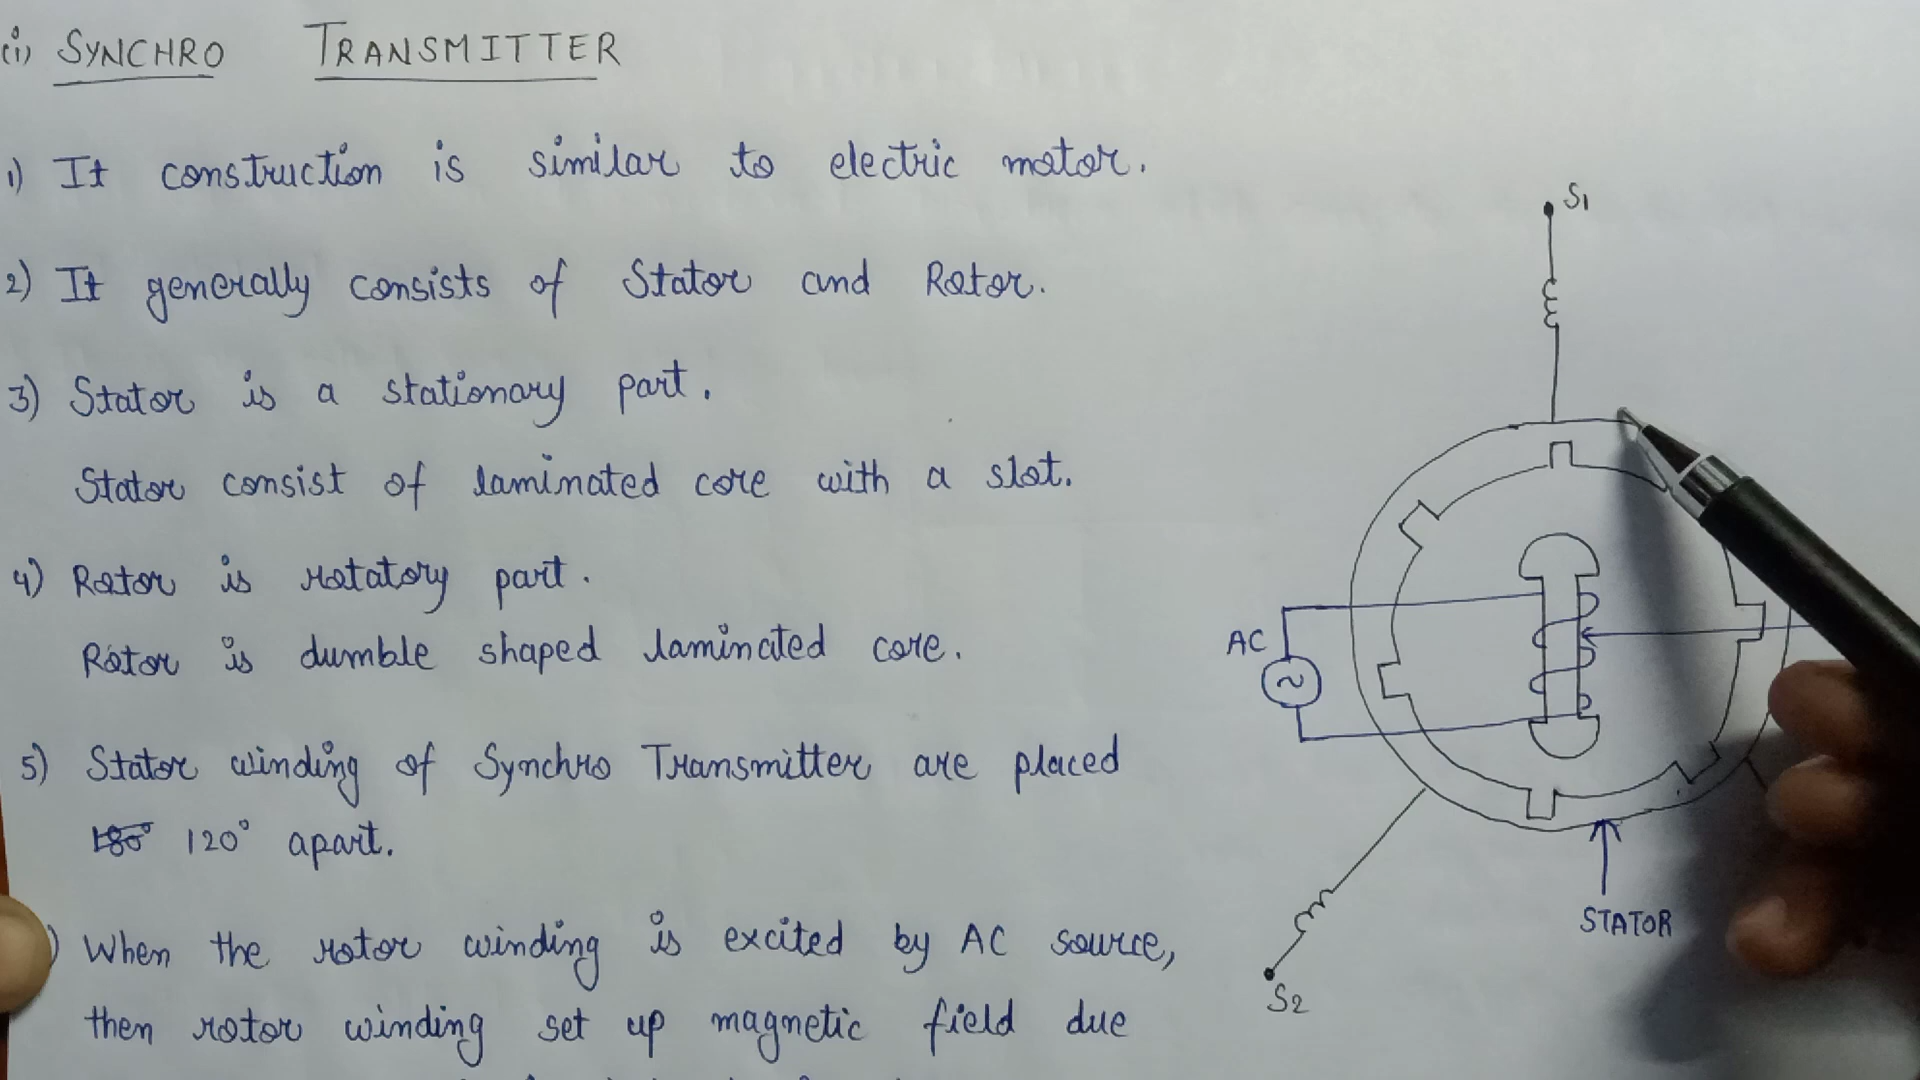 (i) SYNCHRO TRANSMITTER
1) It construction is similar to electric motor.
2) It generally consists of Stator and Rotor.
3) Stator is a stationary part.
Stator consist of laminated core with a slot.
4) Rotor is rotatory part.
Rotor is dumble shaped laminated core.
5) Stator winding of Synchro Transmitter are placed
180° 120° apart.
) When the rotor winding is excited by AC source,
then rotor winding set up magnetic field due
S1
AC
~
STATOR
S2